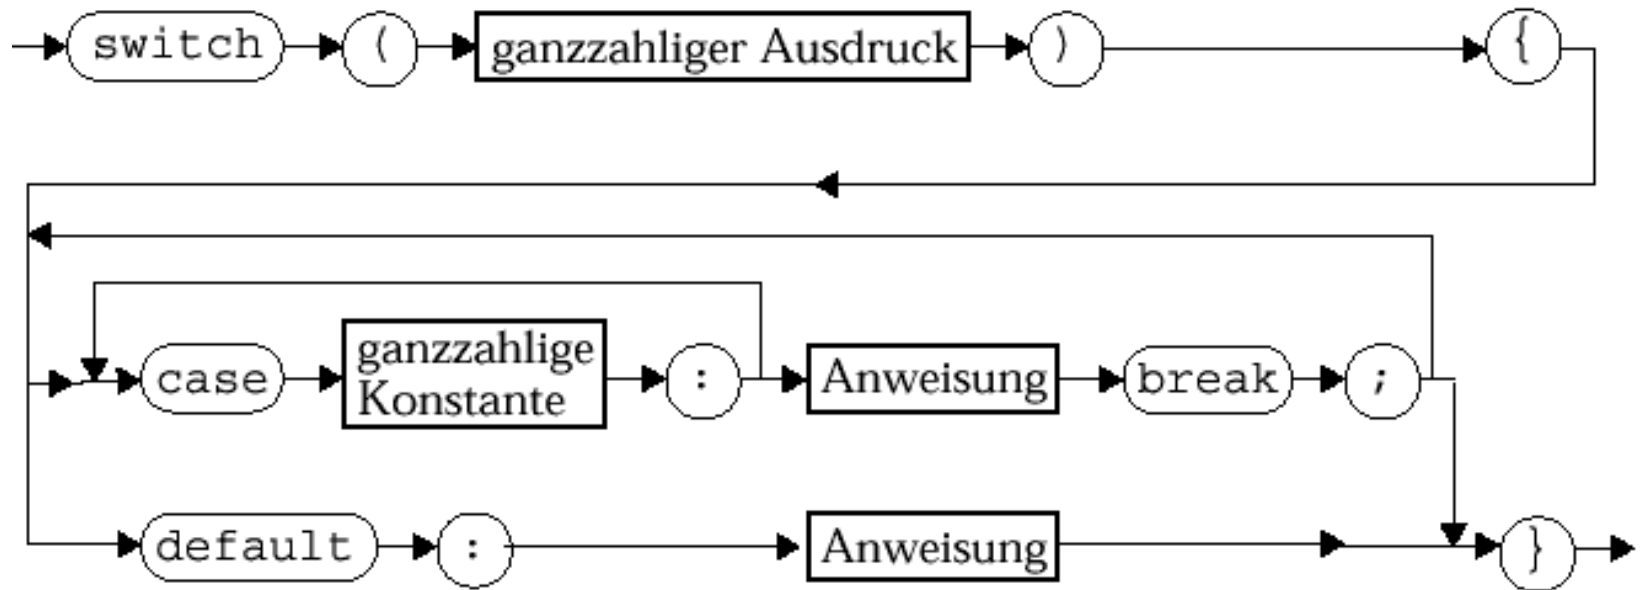 switch ( ganzzahliger Ausdruck ) {
case ganzzahlige Konstante : Anweisung break ;
default : Anweisung }